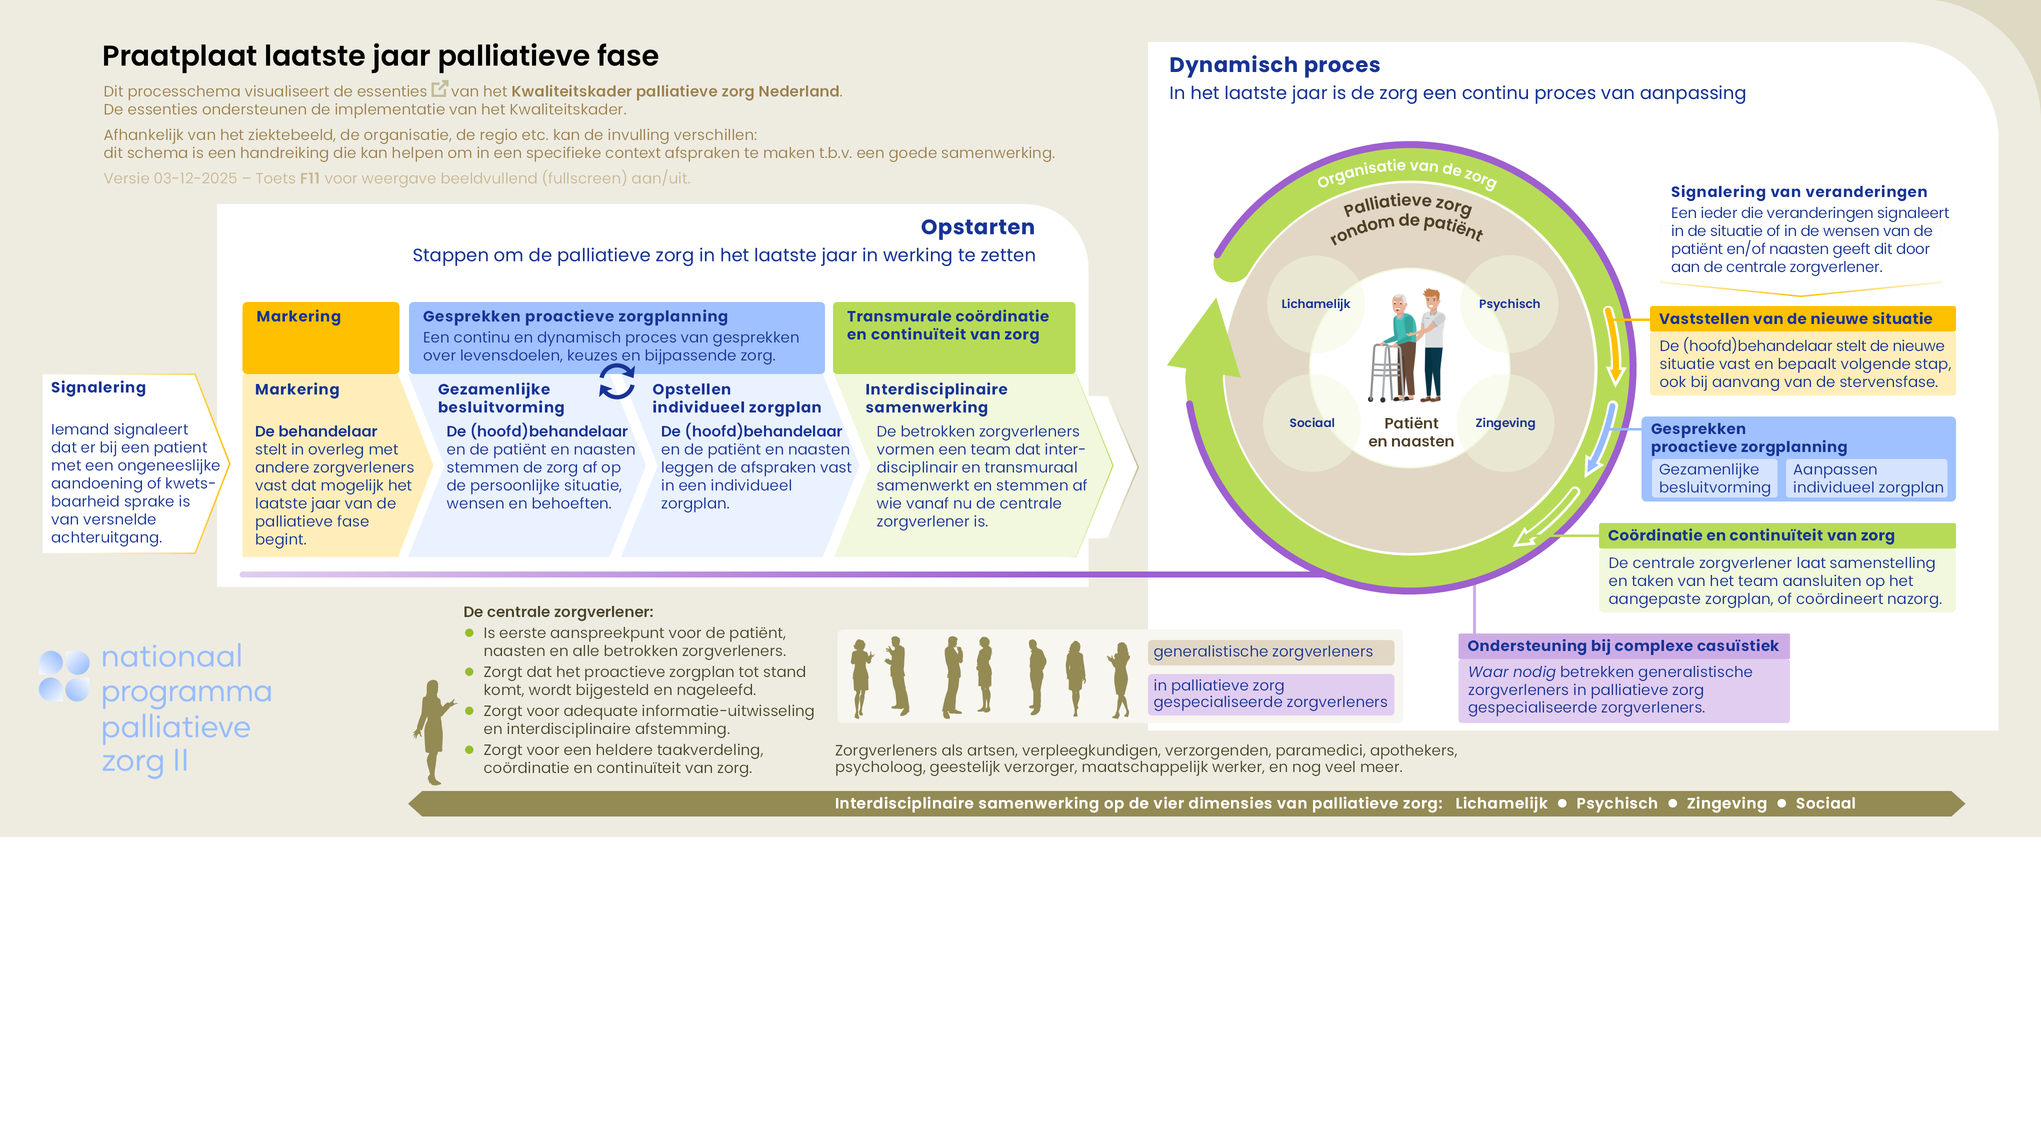 Praatplaat laatste jaar palliatieve fase
Dit processchema visualiseert de essenties van het Kwaliteitskader palliatieve zorg Nederland.
De essenties ondersteunen de implementatie van het Kwaliteitskader.
Afhankelijk van het ziektebeeld, de organisatie, de regio etc. kan de invulling verschillen:
dit schema is een handreiking die kan helpen om in een specifieke context afspraken te maken t.b.v. een goede samenwerking.
Versie 03-12-2025 – Toets F11 voor weergave beeldvullend (fullscreen) aan/uit.
Opstarten
Stappen om de palliatieve zorg in het laatste jaar in werking te zetten
Signalering
Iemand signaleert
dat er bij een patient
met een ongeneeslijke
aandoening of kwets-
baarheid sprake is
van versnelde
achteruitgang.
Markering
Markering
De behandelaar
stelt in overleg met
andere zorgverleners
vast dat mogelijk het
laatste jaar van de
palliatieve fase
begint.
Gesprekken proactieve zorgplanning
Een continu en dynamisch proces van gesprekken
over levensdoelen, keuzes en bijpassende zorg.
Gezamenlijke
besluitvorming
De (hoofd)behandelaar
en de patiënt en naasten
stemmen de zorg af op
de persoonlijke situatie,
wensen en behoeften.
Opstellen
individueel zorgplan
De (hoofd)behandelaar
en de patiënt en naasten
leggen de afspraken vast
in een individueel
zorgplan.
Transmurale coördinatie
en continuïteit van zorg
Interdisciplinaire
samenwerking
De betrokken zorgverleners
vormen een team dat inter-
disciplinair en transmuraal
samenwerkt en stemmen af
wie vanaf nu de centrale
zorgverlener is.
Dynamisch proces
In het laatste jaar is de zorg een continu proces van aanpassing
Organisatie van de zorg
Palliatieve zorg
rondom de patiënt
Lichamelijk
Psychisch
Sociaal
Zingeving
Patiënt
en naasten
Signalering van veranderingen
Een ieder die veranderingen signaleert
in de situatie of in de wensen van de
patiënt en/of naasten geeft dit door
aan de centrale zorgverlener.
Vaststellen van de nieuwe situatie
De (hoofd)behandelaar stelt de nieuwe
situatie vast en bepaalt volgende stap,
ook bij aanvang van de stervensfase.
Gesprekken
proactieve zorgplanning
Gezamenlijke
besluitvorming
Aanpassen
individueel zorgplan
Coördinatie en continuïteit van zorg
De centrale zorgverlener laat samenstelling
en taken van het team aansluiten op het
aangepaste zorgplan, of coördineert nazorg.
Ondersteuning bij complexe casuïstiek
Waar nodig betrekken generalistische
zorgverleners in palliatieve zorg
gespecialiseerde zorgverleners.
nationaal
programma
palliatieve
zorg II
De centrale zorgverlener:
Is eerste aanspreekpunt voor de patiënt,
naasten en alle betrokken zorgverleners.
Zorgt dat het proactieve zorgplan tot stand
komt, wordt bijgesteld en nageleefd.
Zorgt voor adequate informatie-uitwisseling
en interdisciplinaire afstemming.
Zorgt voor een heldere taakverdeling,
coördinatie en continuïteit van zorg.
generalistische zorgverleners
in palliatieve zorg
gespecialiseerde zorgverleners
Zorgverleners als artsen, verpleegkundigen, verzorgenden, paramedici, apothekers,
psycholoog, geestelijk verzorger, maatschappelijk werker, en nog veel meer.
Interdisciplinaire samenwerking op de vier dimensies van palliatieve zorg: Lichamelijk ● Psychisch ● Zingeving ● Sociaal